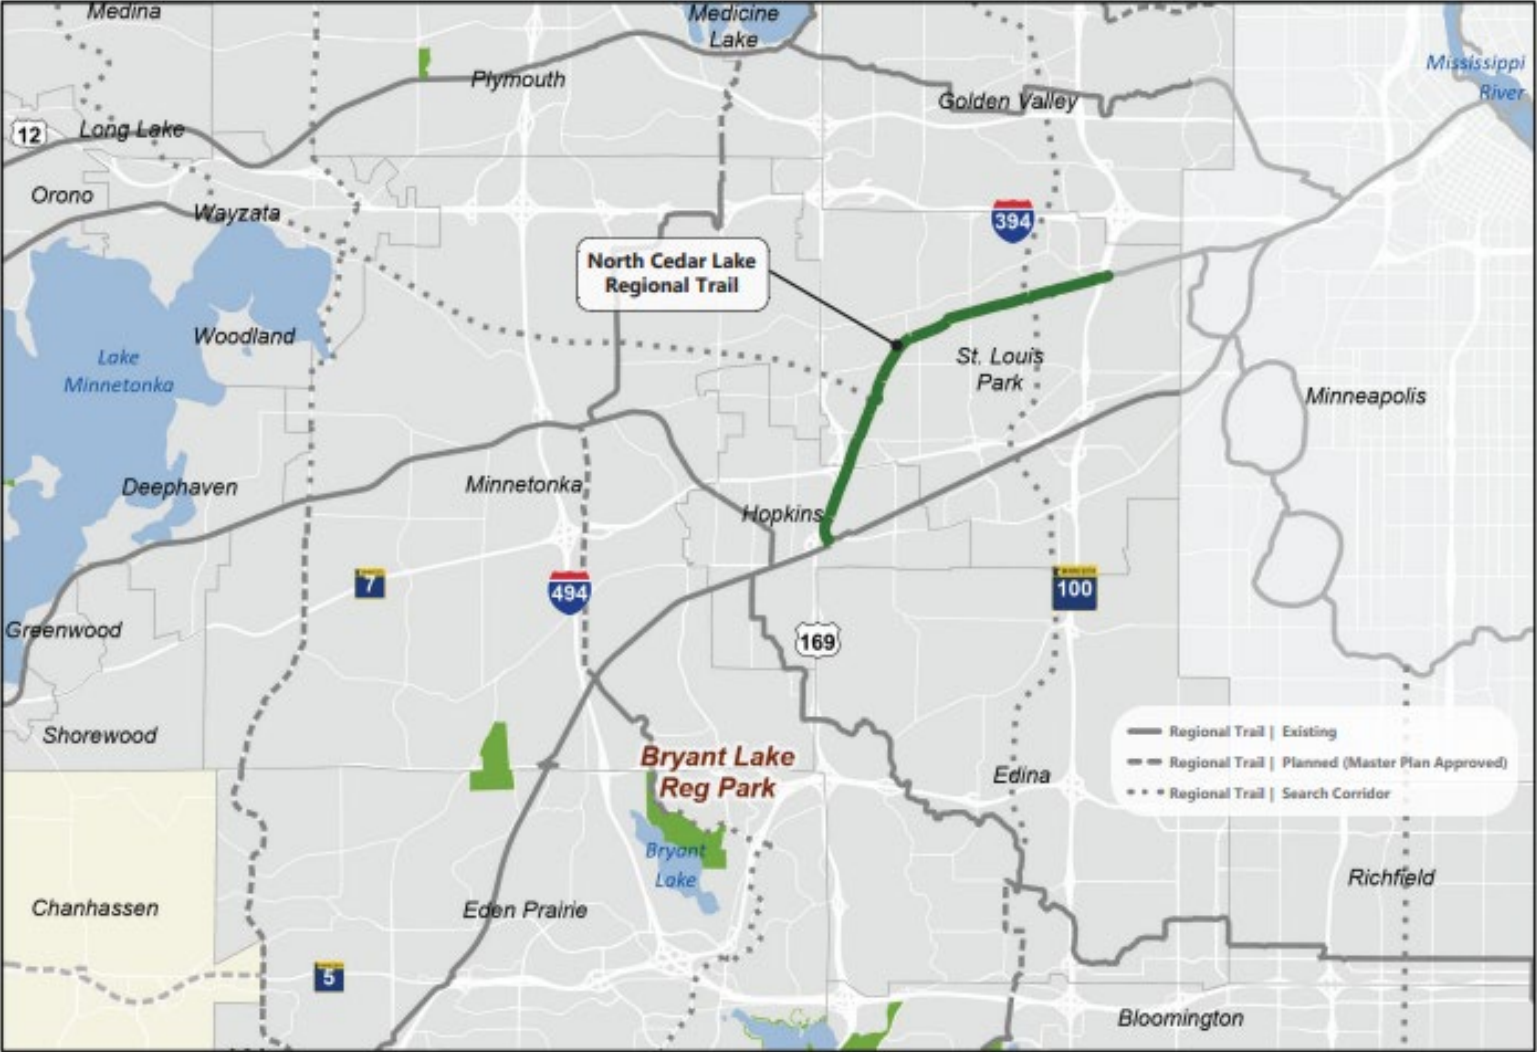 Medina
Medicine
Lake
Mississippi
River
Plymouth
Golden Valley
12
Long Lake
Orono
Wayzata
394
North Cedar Lake
Regional Trail
Woodland
Lake
Minnetonka
St. Louis
Park
Minneapolis
Deephaven
Minnetonka
Hopkins
7
494
MINNESOTA
100
Greenwood
169
Shorewood
Bryant Lake
Reg Park
Edina
Regional Trail | Existing
Regional Trail | Planned (Master Plan Approved)
Regional Trail | Search Corridor
Bryant
Lake
Richfield
Chanhassen
Eden Prairie
5
Bloomington